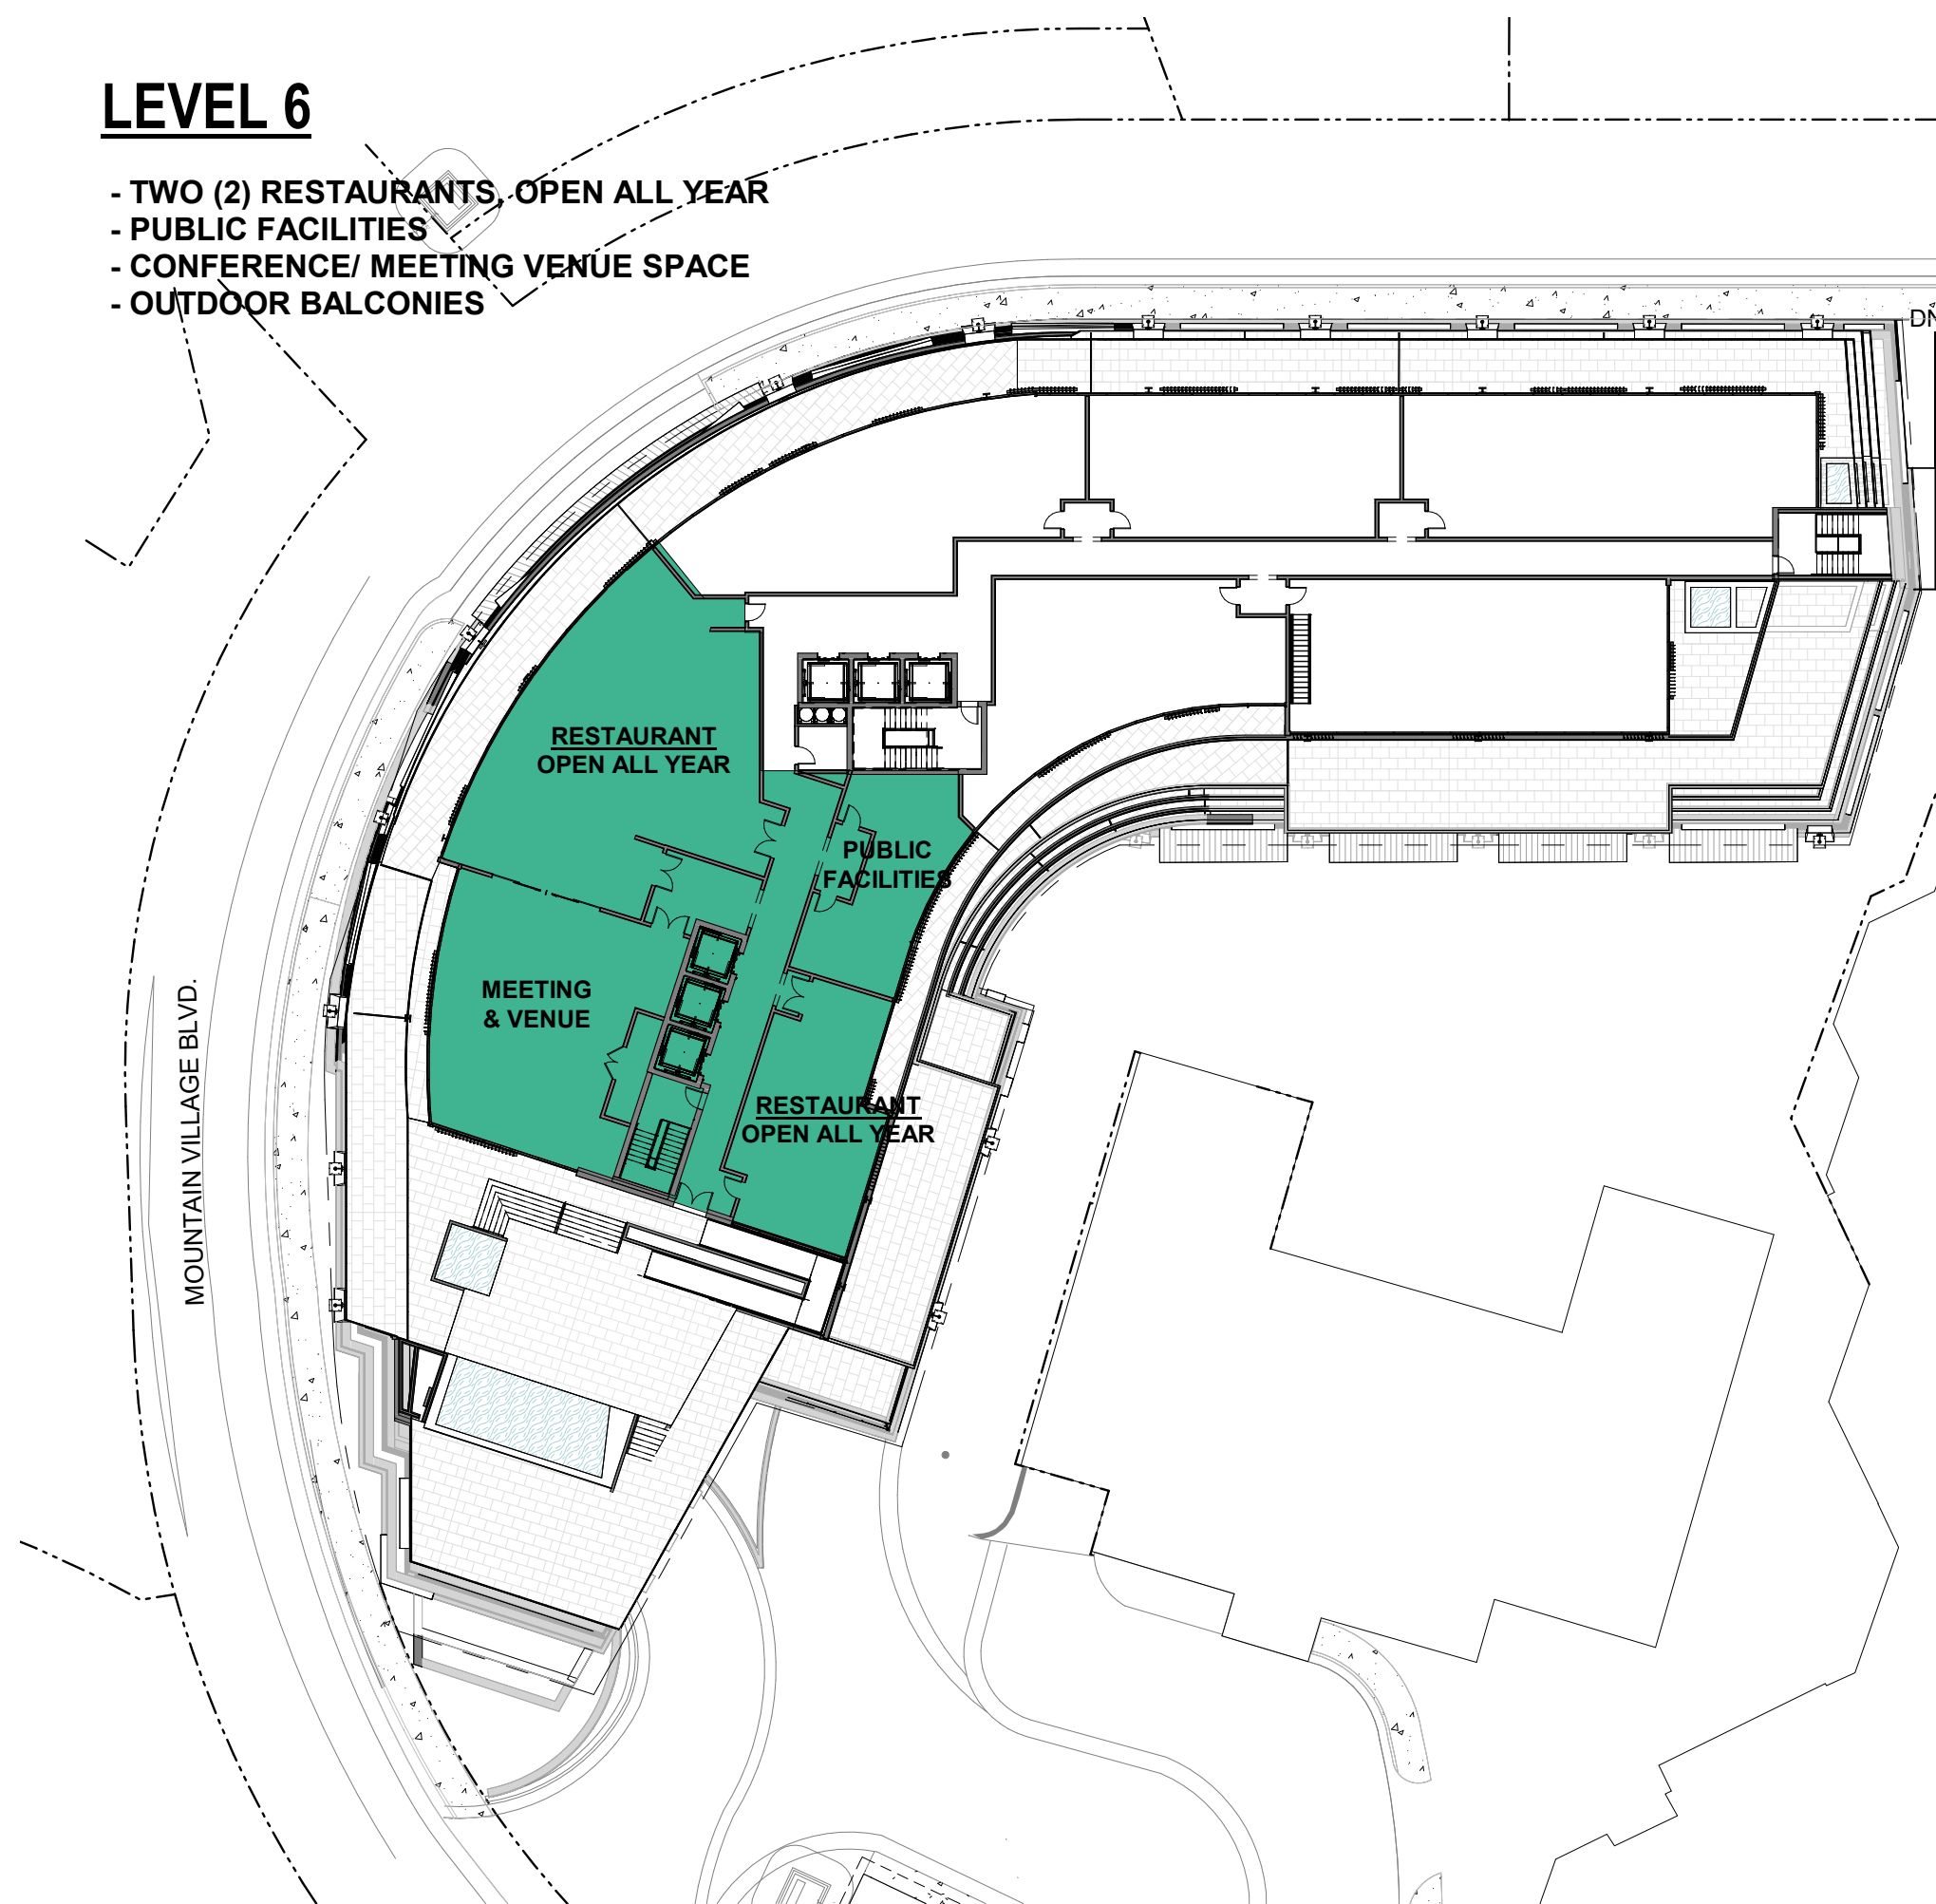 LEVEL 6
- TWO (2) RESTAURANTS, OPEN ALL YEAR
- PUBLIC FACILITIES
- CONFERENCE/ MEETING VENUE SPACE
- OUTDOOR BALCONIES
DN
RESTAURANT
OPEN ALL YEAR
PUBLIC
FACILITIES
MEETING
& VENUE
RESTAURANT
OPEN ALL YEAR
MOUNTAIN VILLAGE BLVD.